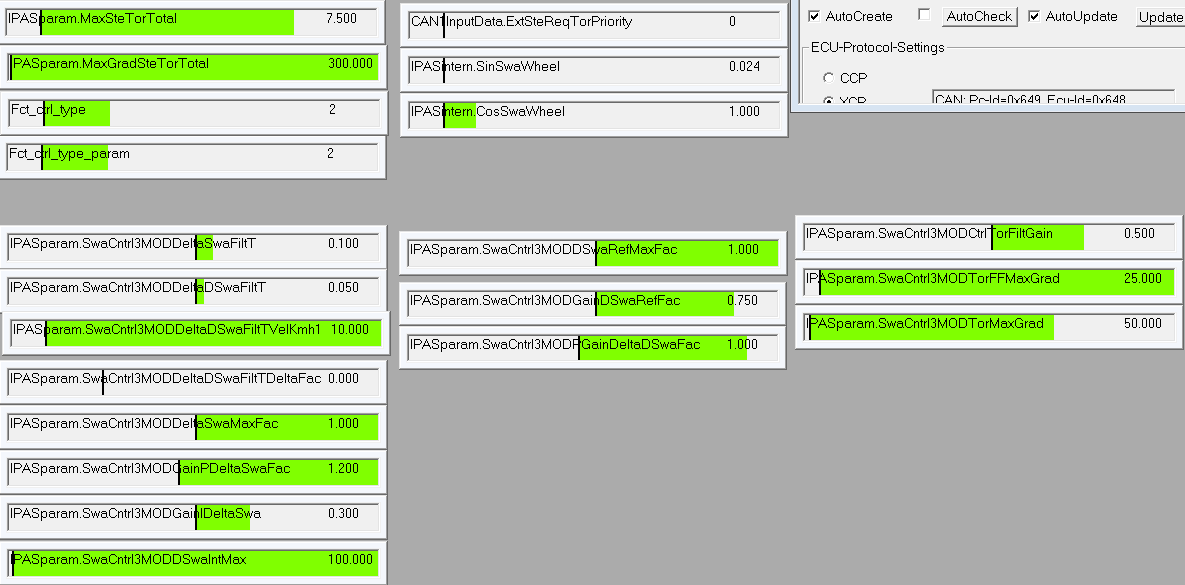 IPASparam.MaxSteTorTotal 7.500
IPASparam.MaxGradSteTorTotal 300.000
Fct_ctrl_type 2
Fct_ctrl_type_param 2
CAN1InputData.ExtSteReqTorPriority 0
IPASintern.SinSwaWheel 0.024
IPASintern.CosSwaWheel 1.000
AutoCreate AutoCheck AutoUpdate Update
ECU-Protocol-Settings
CCP
XCP CAN: Pc-Id=0x649, Ecu-Id=0x648
IPASparam.SwaCntrl3MODDeltaSwaFiltT 0.100
IPASparam.SwaCntrl3MODDeltaDSwaFiltT 0.050
IPASparam.SwaCntrl3MODDeltaDSwaFiltTVelKmh1 10.000
IPASparam.SwaCntrl3MODDeltaDSwaFiltTDeltaFac 0.000
IPASparam.SwaCntrl3MODDeltaSwaMaxFac 1.000
IPASparam.SwaCntrl3MODGainPDeltaSwaFac 1.200
IPASparam.SwaCntrl3MODGainIDeltaSwa 0.300
IPASparam.SwaCntrl3MODDSwaIntMax 100.000
IPASparam.SwaCntrl3MODDSwaRefMaxFac 1.000
IPASparam.SwaCntrl3MODGainDSwaRefFac 0.750
IPASparam.SwaCntrl3MODPGainDeltaDSwaFac 1.000
IPASparam.SwaCntrl3MODCtrlTorFiltGain 0.500
IPASparam.SwaCntrl3MODTorFFMaxGrad 25.000
IPASparam.SwaCntrl3MODTorMaxGrad 50.000